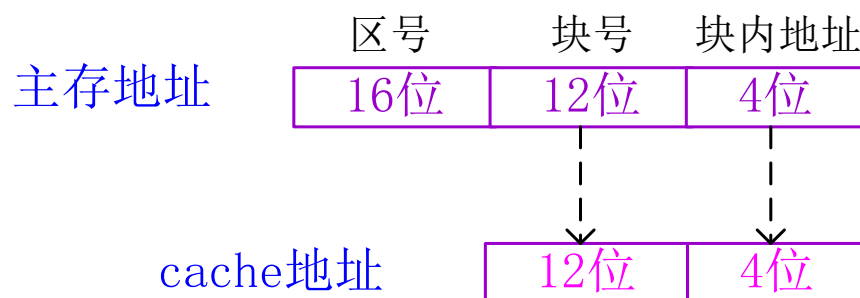 区号 块号 块内地址
主存地址 16位 12位 4位
cache地址 12位 4位